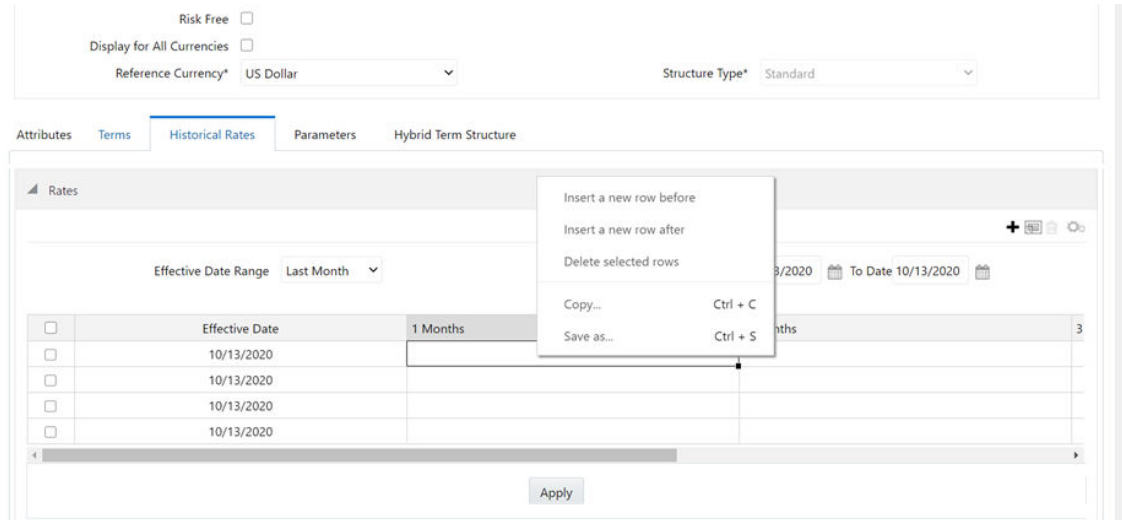 Risk Free
Display for All Currencies
Reference Currency* US Dollar Structure Type* Standard
Attributes Terms Historical Rates Parameters Hybrid Term Structure
Rates
Insert a new row before
Insert a new row after
Delete selected rows
Copy... Ctrl + C
Save as... Ctrl + S
Effective Date Range Last Month 3/2020 To Date 10/13/2020
Effective Date 1 Months nths 3
10/13/2020
10/13/2020
10/13/2020
10/13/2020
Apply